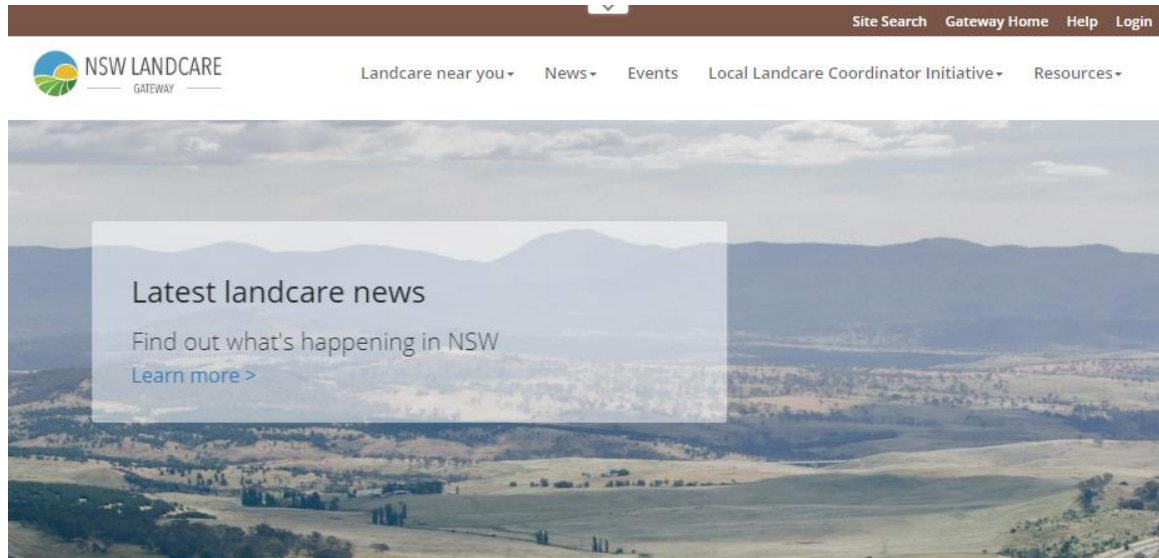 Site Search Gateway Home Help Login
NSW LANDCARE
GATEWAY
Landcare near you News Events Local Landcare Coordinator Initiative Resources
Latest landcare news
Find out what's happening in NSW
Learn more >